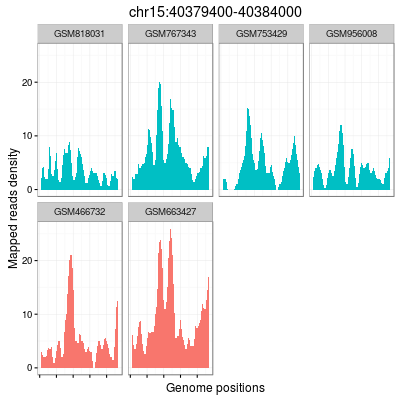 chr15:40379400-40384000
GSM818031 GSM767343 GSM753429 GSM956008
20
10
0
Mapped reads density
GSM466732 GSM663427
20
10
0
Genome positions